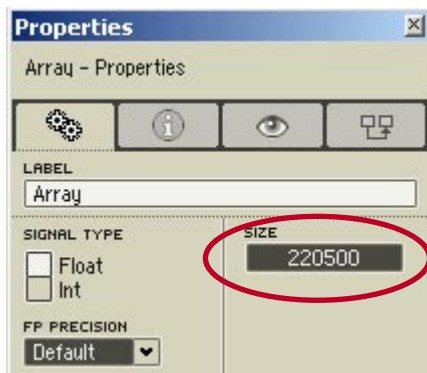 Properties
Array – Properties
LABEL
Array
SIGNAL TYPE
Float
Int
FP PRECISION
Default
SIZE
220500